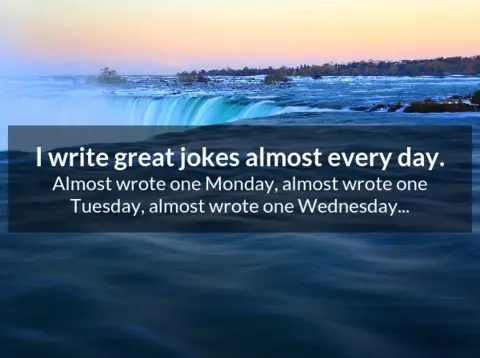 I write great jokes almost every day.
Almost wrote one Monday, almost wrote one
Tuesday, almost wrote one Wednesday...